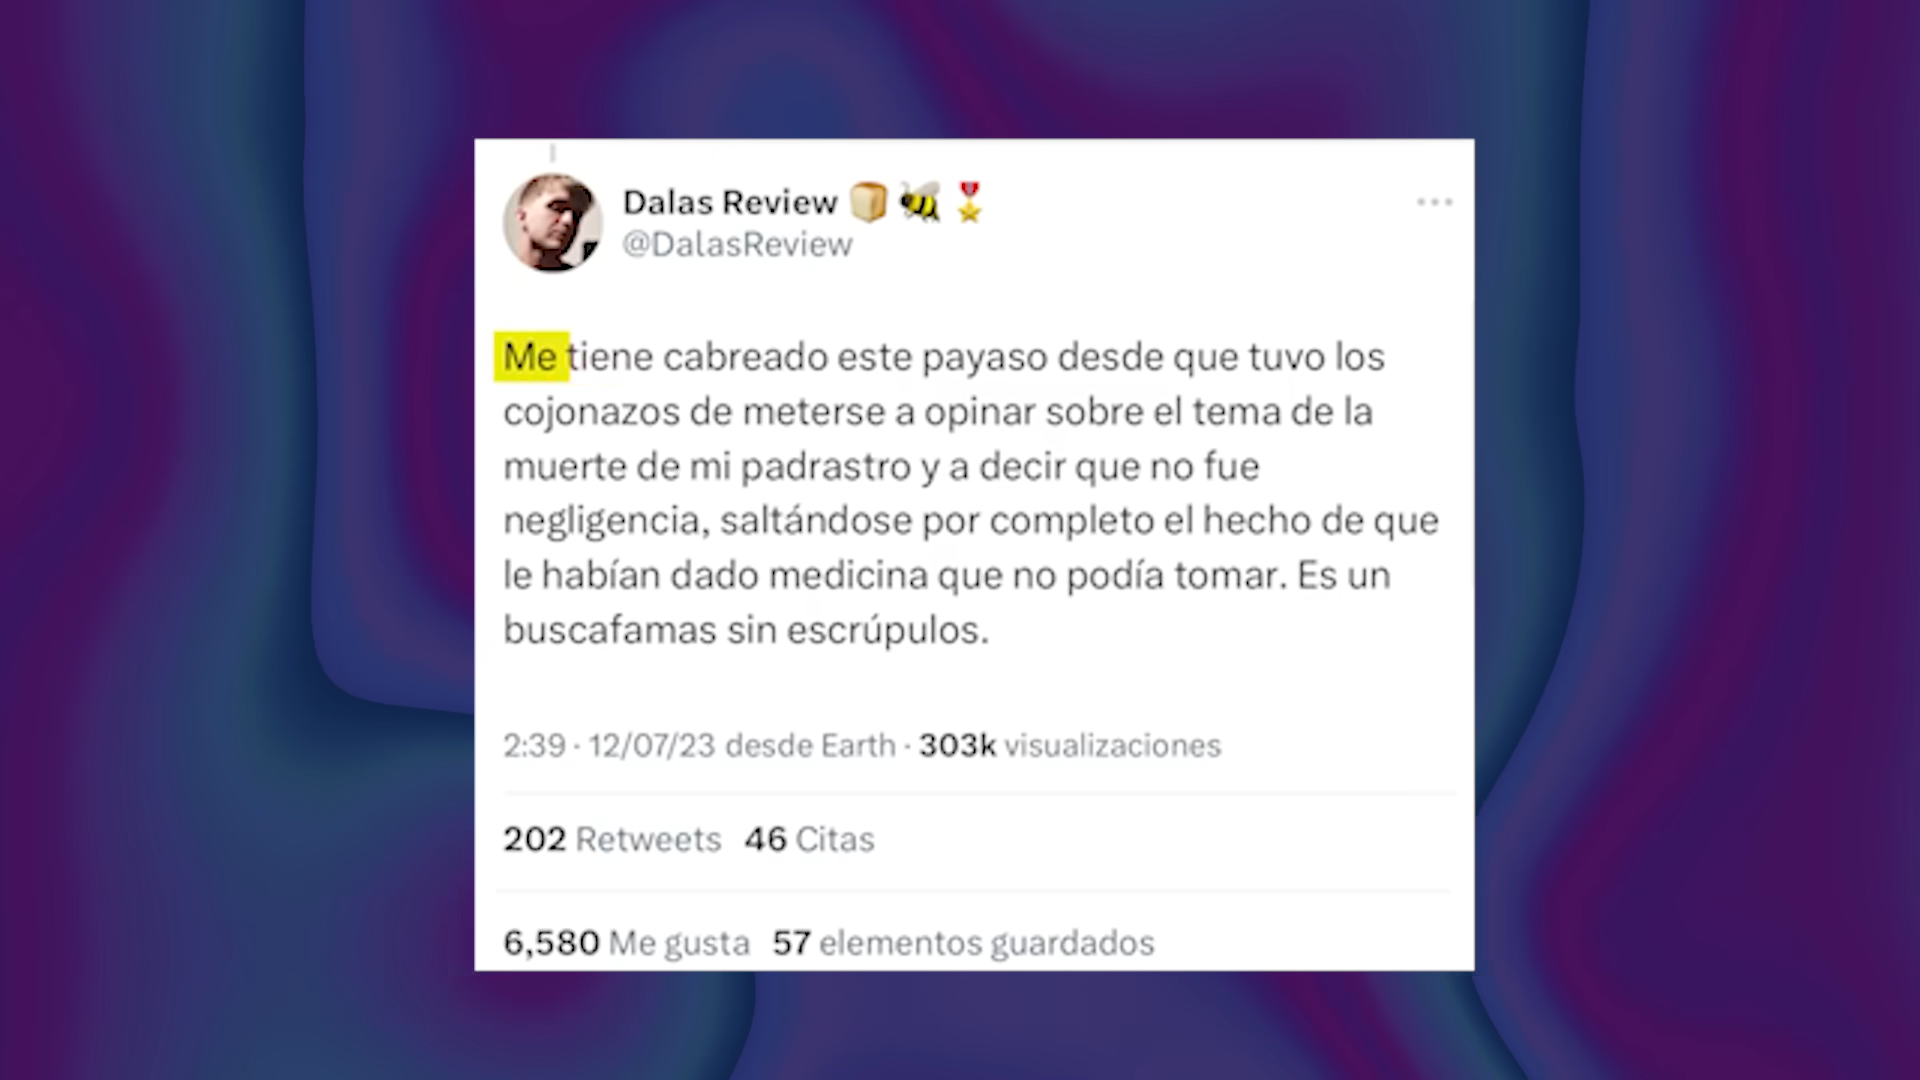 Dalas Review 🍞 🐝 🎖️
@DalasReview
Me tiene cabreado este payaso desde que tuvo los
cojonazos de meterse a opinar sobre el tema de la
muerte de mi padrastro y a decir que no fue
negligencia, saltándose por completo el hecho de que
le habían dado medicina que no podía tomar. Es un
buscafamas sin escrúpulos.
2:39 · 12/07/23 desde Earth · 303k visualizaciones
202 Retweets 46 Citas
6,580 Me gusta 57 elementos guardados